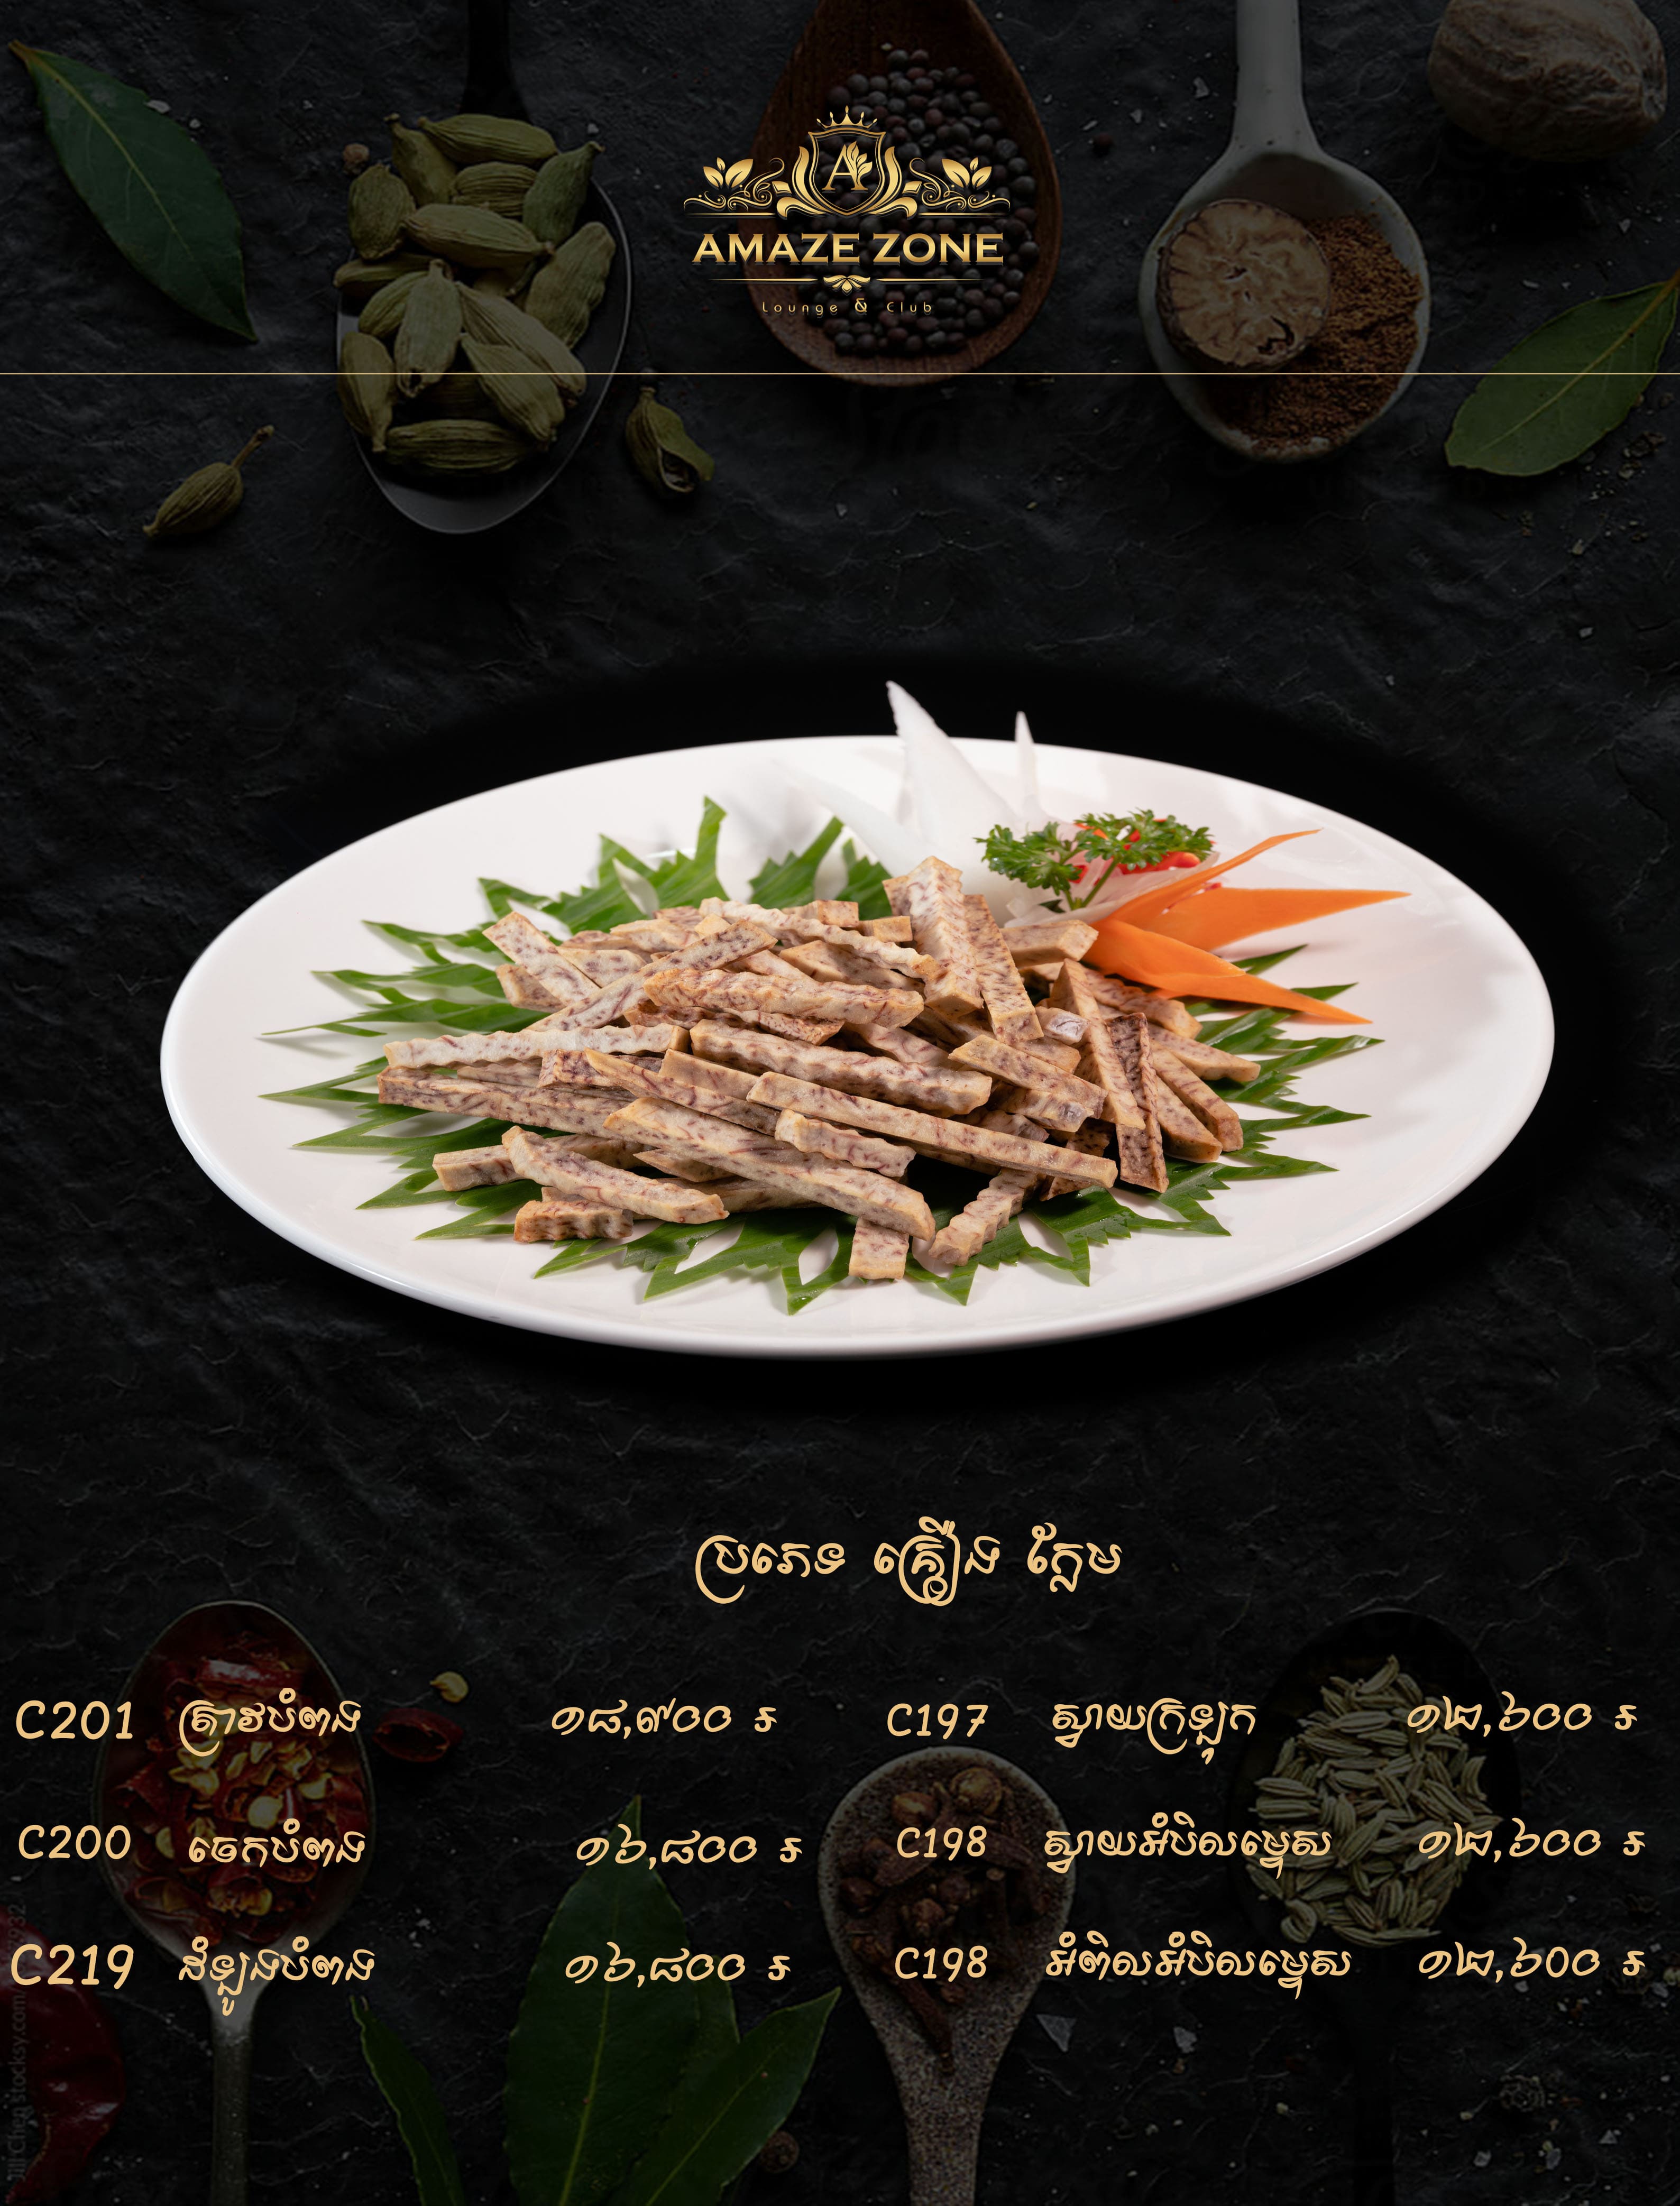 A
AMAZE ZONE
Lounge & Club
ប្រភេទ គ្រឿង ក្លែម
C201 ត្រាវបំពង ១៨,៩០០ ៛ C197 ស្វាយក្រឡុក ១២,៦០០ ៛
C200 ចេកបំពង ១៦,៨០០ ៛ C198 ស្វាយអំបិលម្ទេស ១២,៦០០ ៛
C219 ដំឡូងបំពង ១៦,៨០០ ៛ C198 អំពិលអំបិលម្ទេស ១២,៦០០ ៛